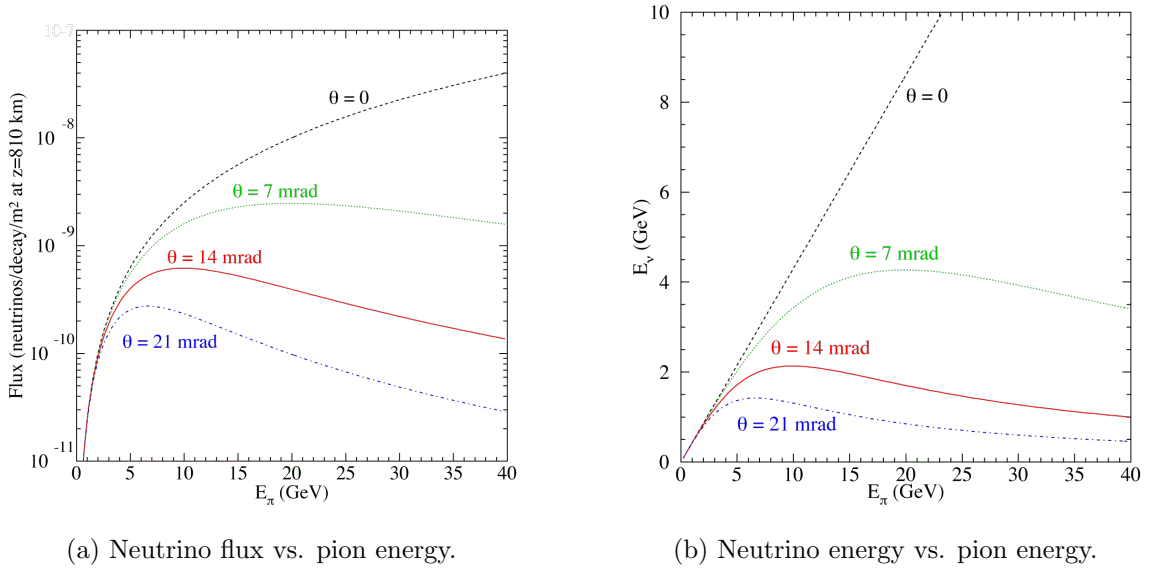 10-7
10-8
10-9
10-10
10-11
Flux (neutrinos/decay/m2 at z=810 km)
θ = 0
θ = 7 mrad
θ = 14 mrad
θ = 21 mrad
0 5 10 15 20 25 30 35 40
Eπ (GeV)
(a) Neutrino flux vs. pion energy.
10
8
6
4
2
0
Eν (GeV)
θ = 0
θ = 7 mrad
θ = 14 mrad
θ = 21 mrad
0 5 10 15 20 25 30 35 40
Eπ (GeV)
(b) Neutrino energy vs. pion energy.